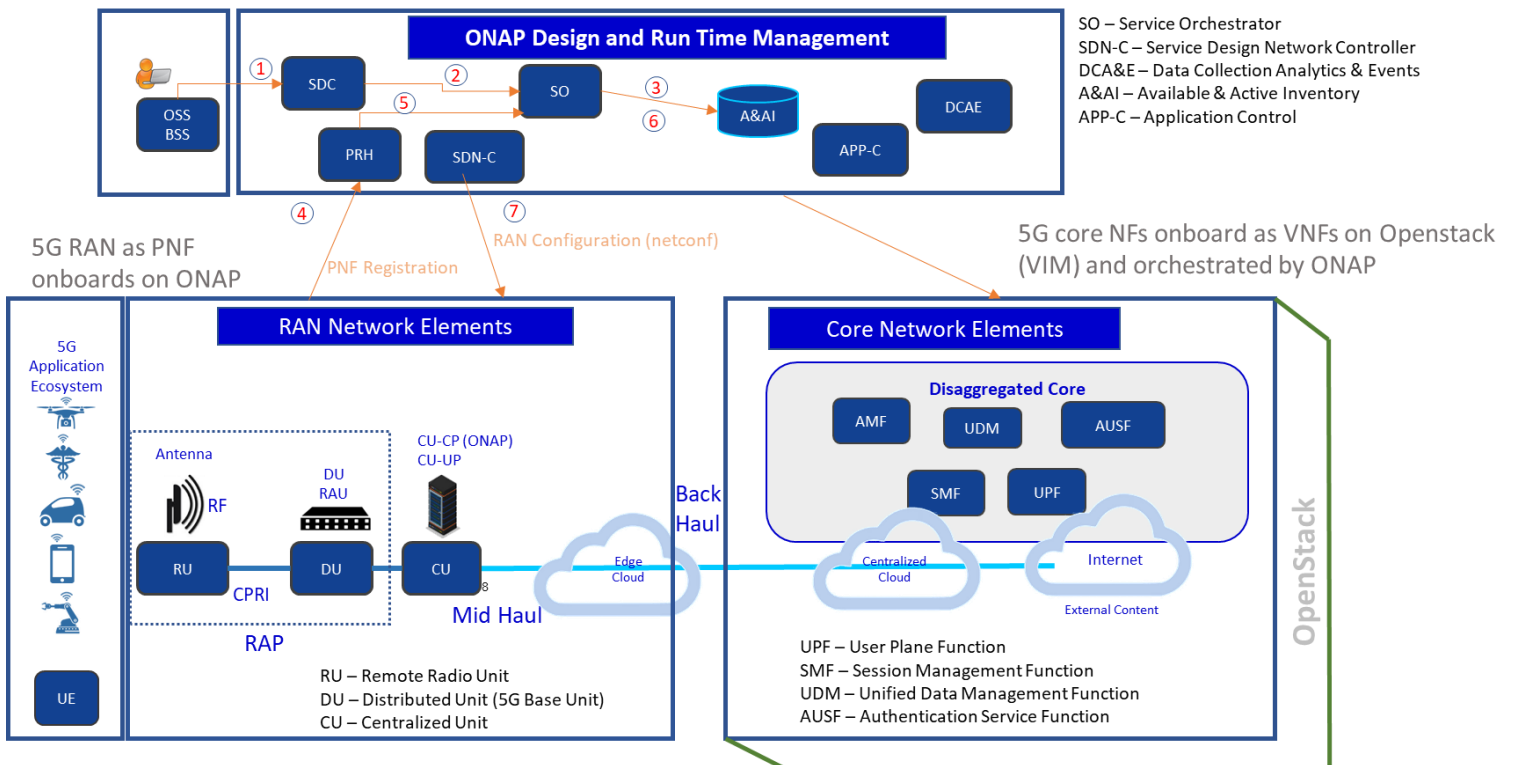 ONAP Design and Run Time Management
OSS
BSS
1
SDC
2
5
SO
3
6
A&AI
DCAE
PRH
SDN-C
APP-C
SO – Service Orchestrator
SDN-C – Service Design Network Controller
DCA&E – Data Collection Analytics & Events
A&AI – Available & Active Inventory
APP-C – Application Control
4
7
RAN Configuration (netconf)
PNF Registration
5G RAN as PNF
onboards on ONAP
5G core NFs onboard as VNFs on Openstack
(VIM) and orchestrated by ONAP
5G
Application
Ecosystem
UE
RAN Network Elements
Antenna
RF
DU
RAU
CU-CP (ONAP)
CU-UP
RU
CPRI
DU
CU
8
RAP
Mid Haul
Edge
Cloud
Back
Haul
RU – Remote Radio Unit
DU – Distributed Unit (5G Base Unit)
CU – Centralized Unit
Core Network Elements
Disaggregated Core
AMF
UDM
AUSF
SMF
UPF
Centralized
Cloud
Internet
External Content
UPF – User Plane Function
SMF – Session Management Function
UDM – Unified Data Management Function
AUSF – Authentication Service Function
OpenStack